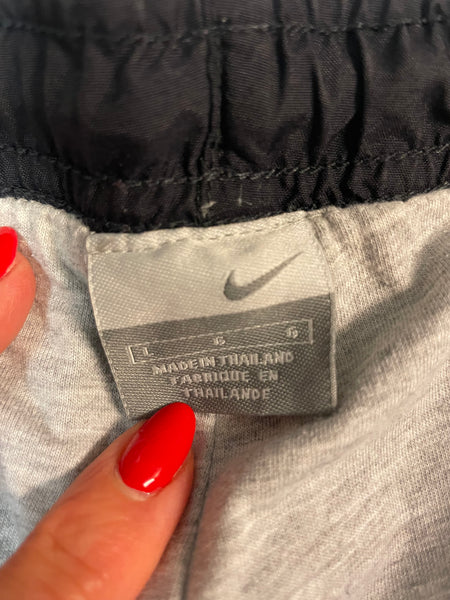 L G G
MADE IN THAILAND
FABRIQUE EN
THAILANDE